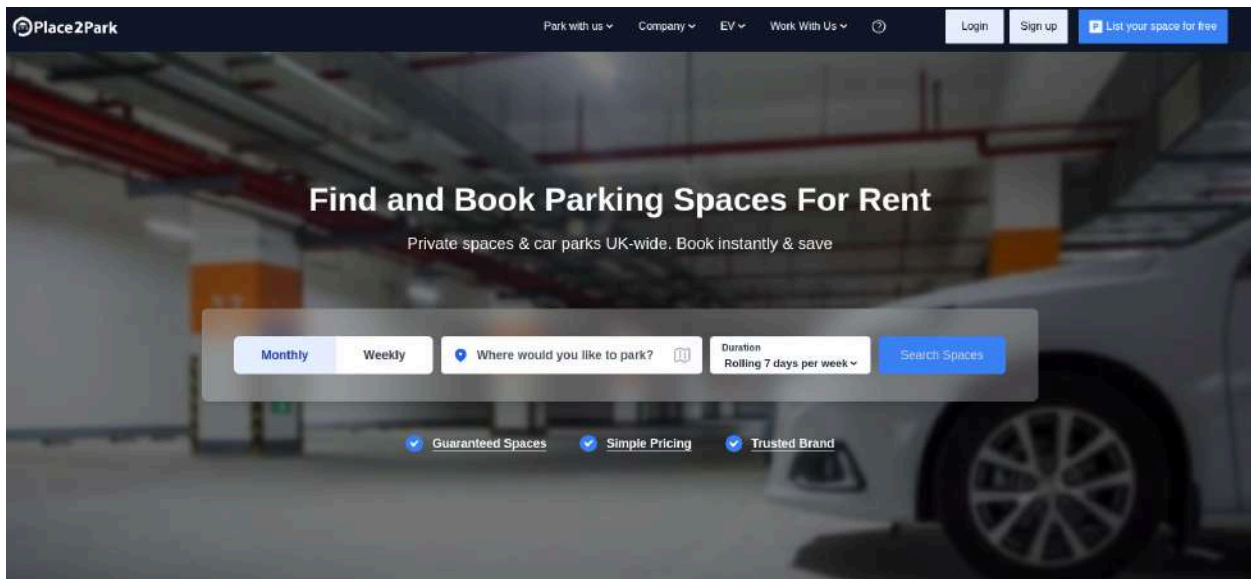 Place2Park
Park with us
Company
EV
Work With Us
Login
Sign up
P List your space for free
Find and Book Parking Spaces For Rent
Private spaces & car parks UK-wide. Book instantly & save
Monthly
Weekly
Where would you like to park?
Duration
Rolling 7 days per week
Search Spaces
Guaranteed Spaces
Simple Pricing
Trusted Brand